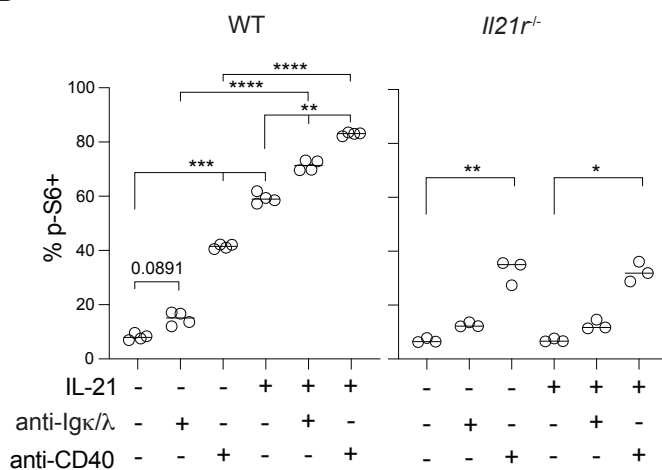 WT Il21r-/-
****
****
**
*** ** *
0.0891
% p-S6+
100
80
60
40
20
0
IL-21 - - - + + + - - - + + +
anti-Igκ/λ - + - - + - - + - - + -
anti-CD40 - - + - - + - - + - - +